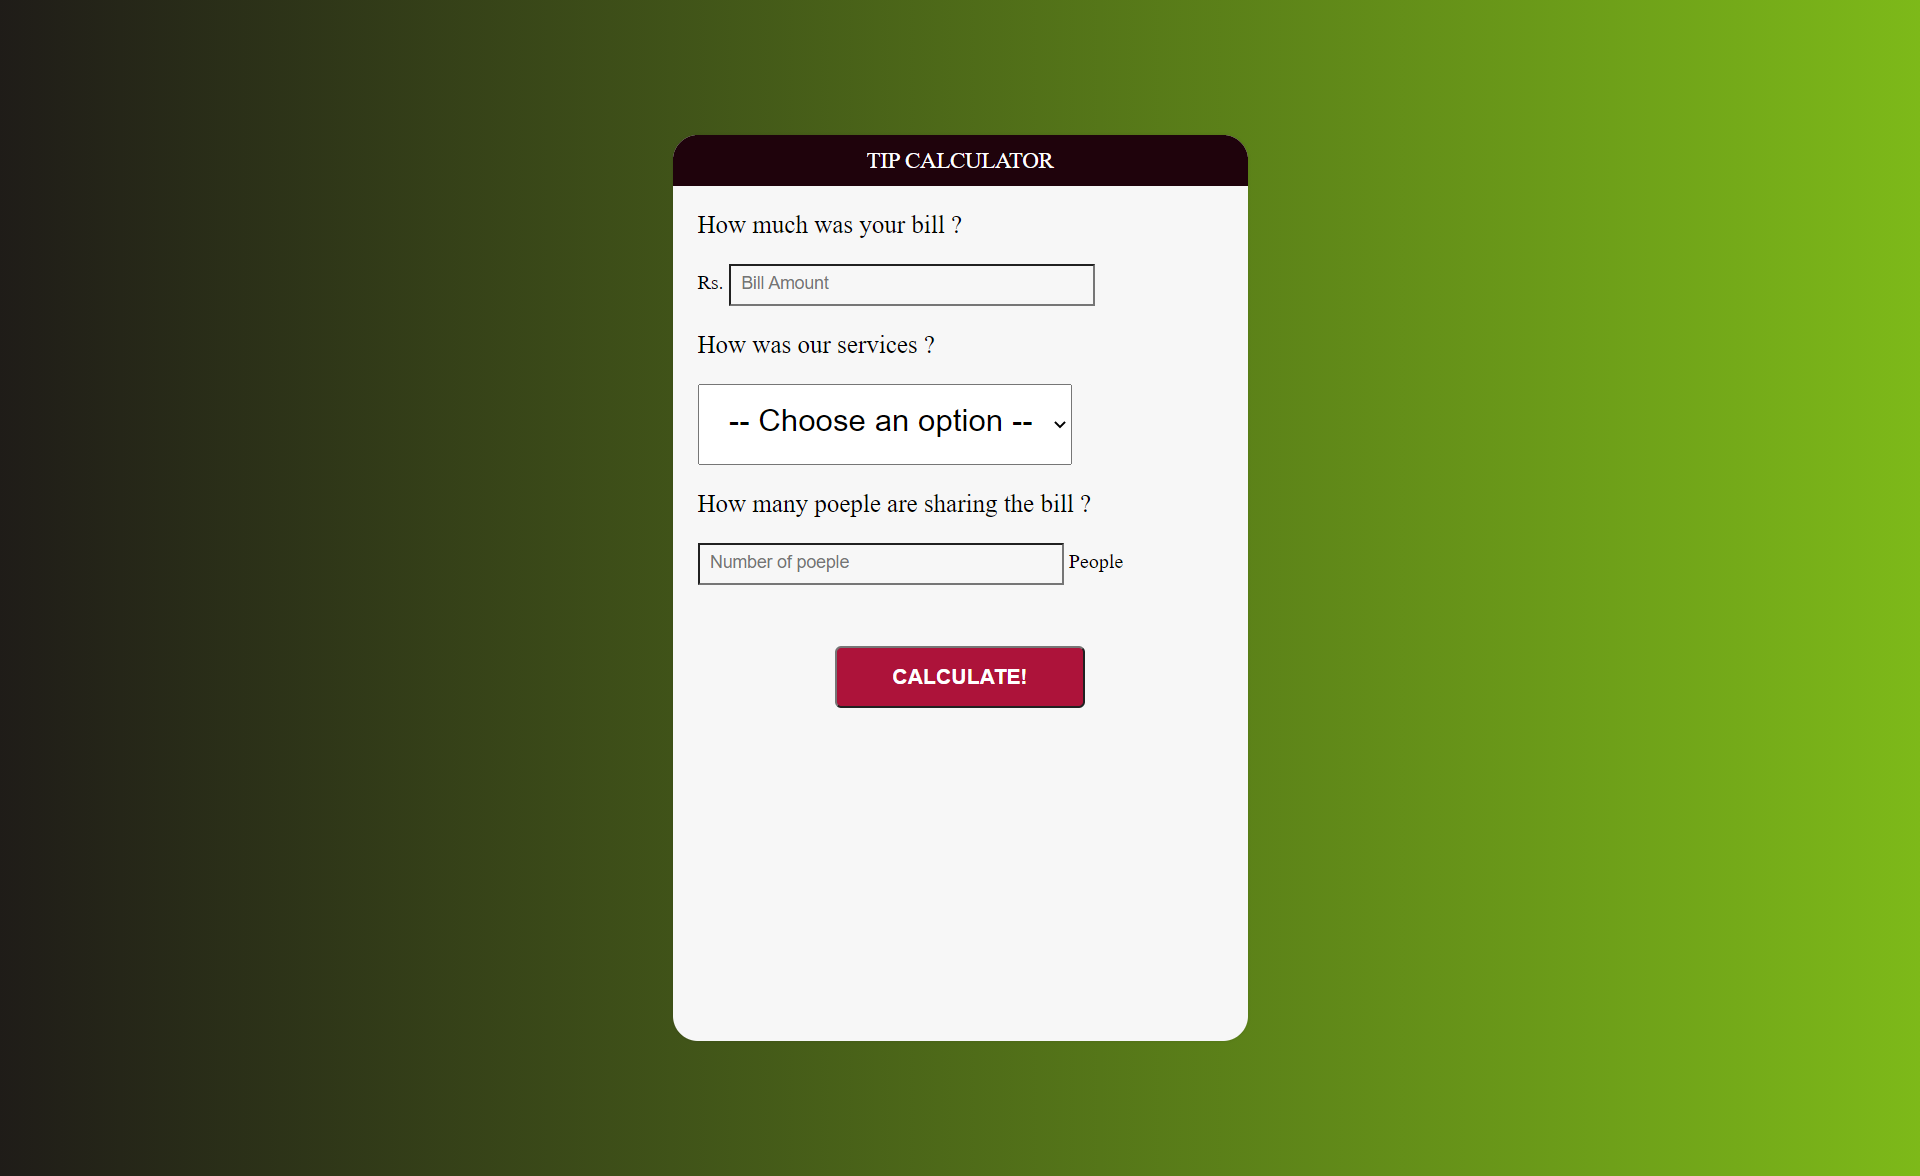 TIP CALCULATOR
How much was your bill ?
Rs. Bill Amount
How was our services ?
-- Choose an option --
How many poeple are sharing the bill ?
Number of poeple People
CALCULATE!